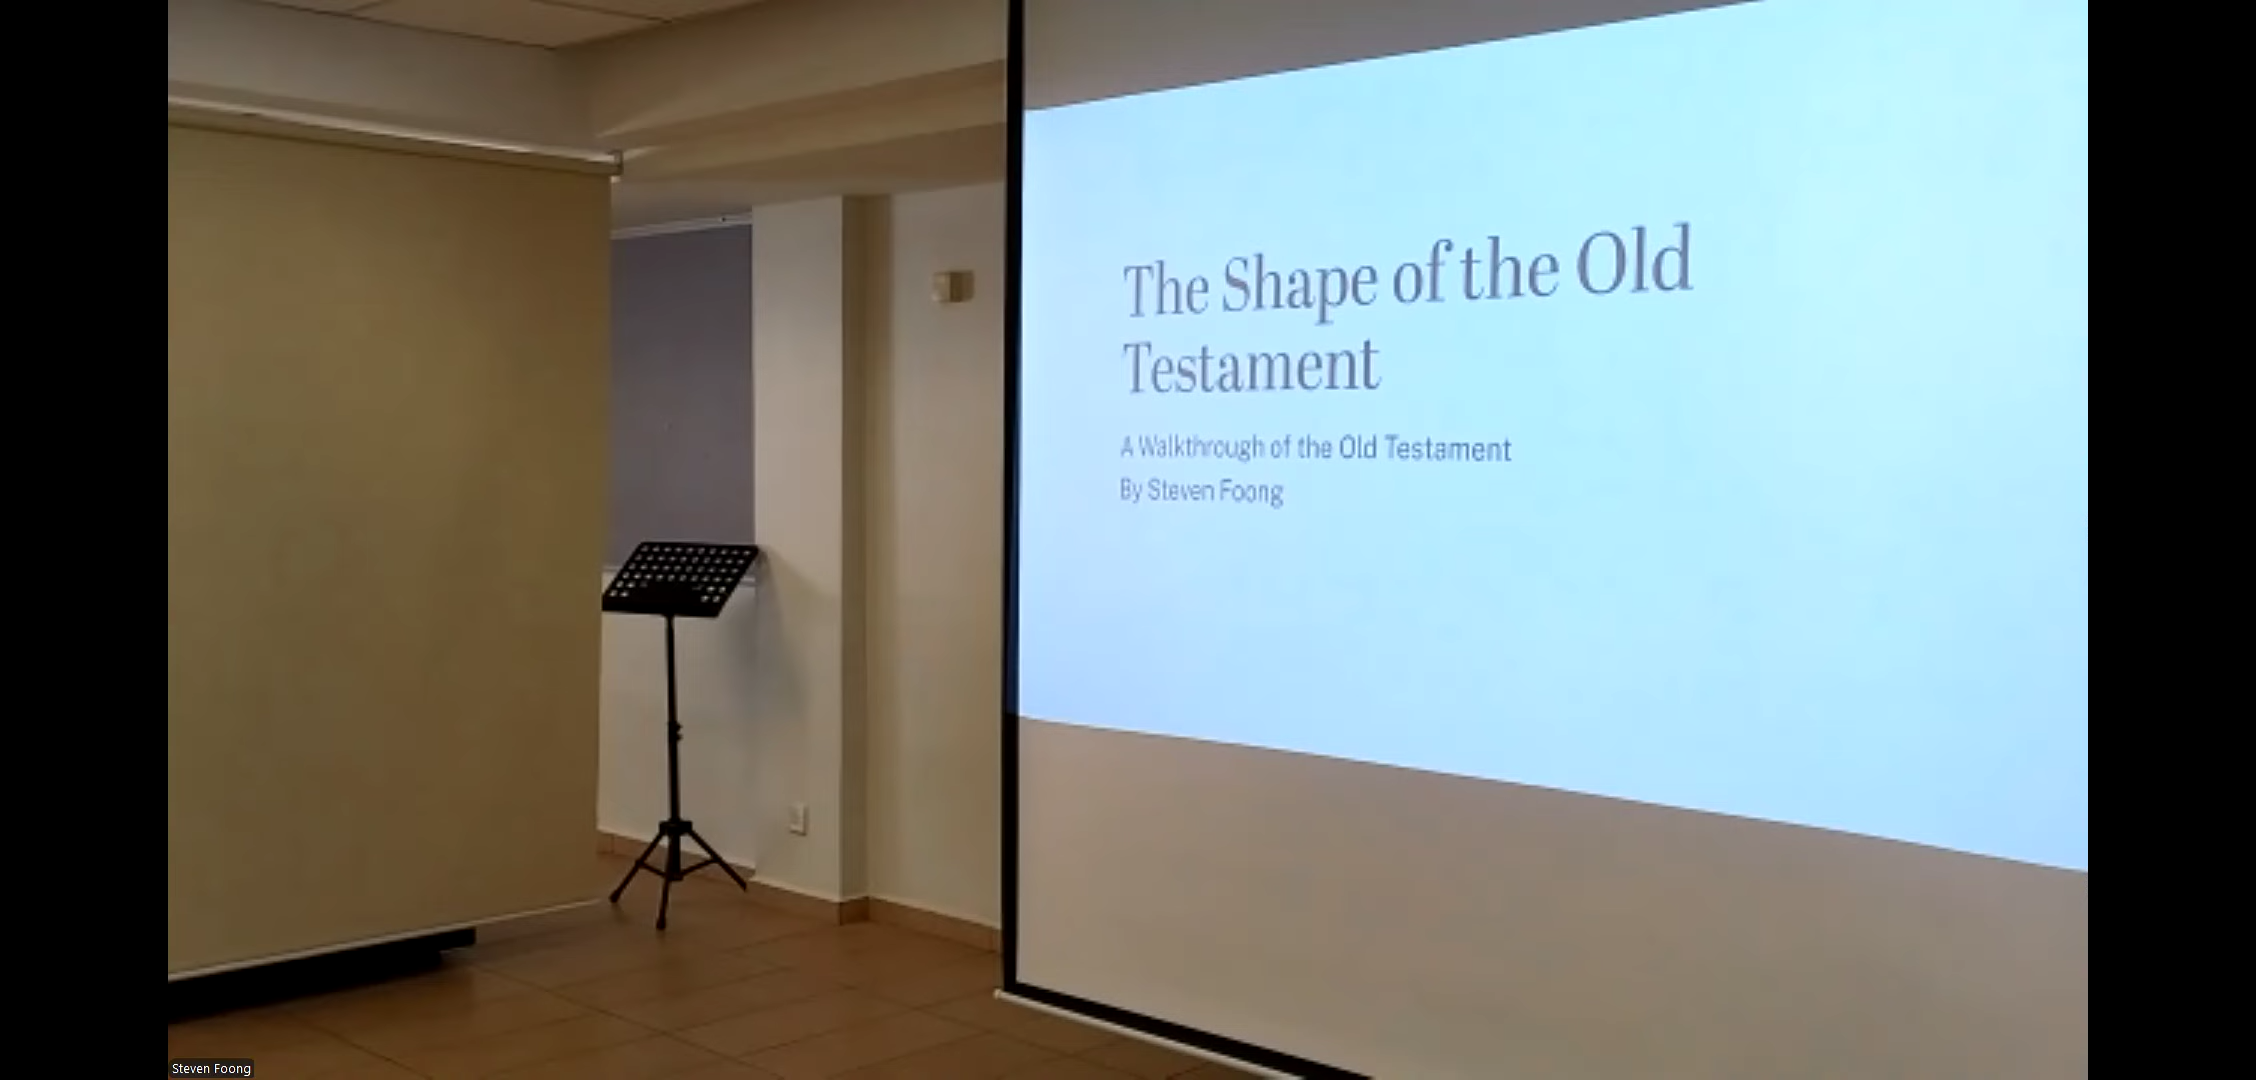 The Shape of the Old
Testament
A Walkthrough of the Old Testament
By Steven Foong
Steven Foong